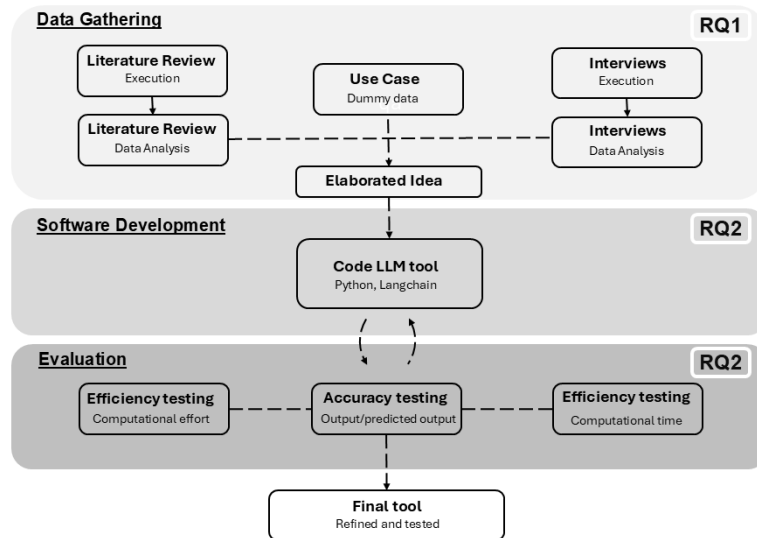 Data Gathering
RQ1
Literature Review
Execution
Use Case
Dummy data
Interviews
Execution
Literature Review
Data Analysis
Interviews
Data Analysis
Elaborated Idea
Software Development
RQ2
Code LLM tool
Python, Langchain
Evaluation
RQ2
Efficiency testing
Computational effort
Accuracy testing
Output/predicted output
Efficiency testing
Computational time
Final tool
Refined and tested